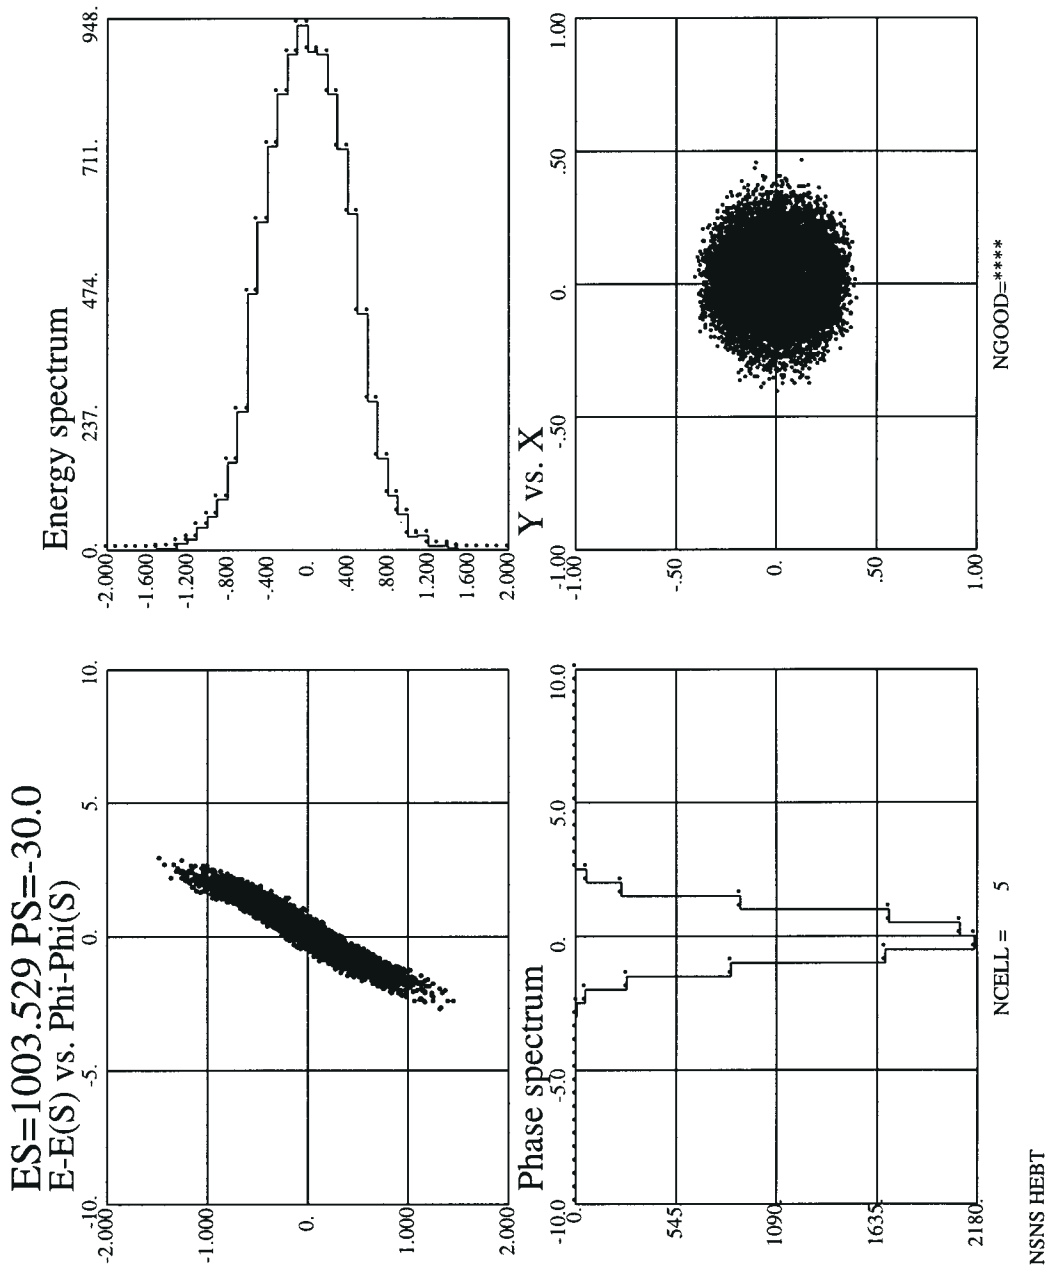 ES=1003.529 PS=-30.0
E-E(S) vs. Phi-Phi(S)
-10. -5. 0. 5. 10.
-2.000
-1.000
0.
1.000
2.000
Energy spectrum
0. 237. 474. 711. 948.
-2.000
-1.600
-1.200
-.800
-.400
0.
.400
.800
1.200
1.600
2.000
Phase spectrum
-10.0 -5.0 0. 5.0 10.0
0.
545.
1090.
1635.
2180.
Y vs. X
-1.00 -.50 0. .50 1.00
-1.00
-.50
0.
.50
1.00
NCELL = 5
NGOOD=****
NSNS HEBT